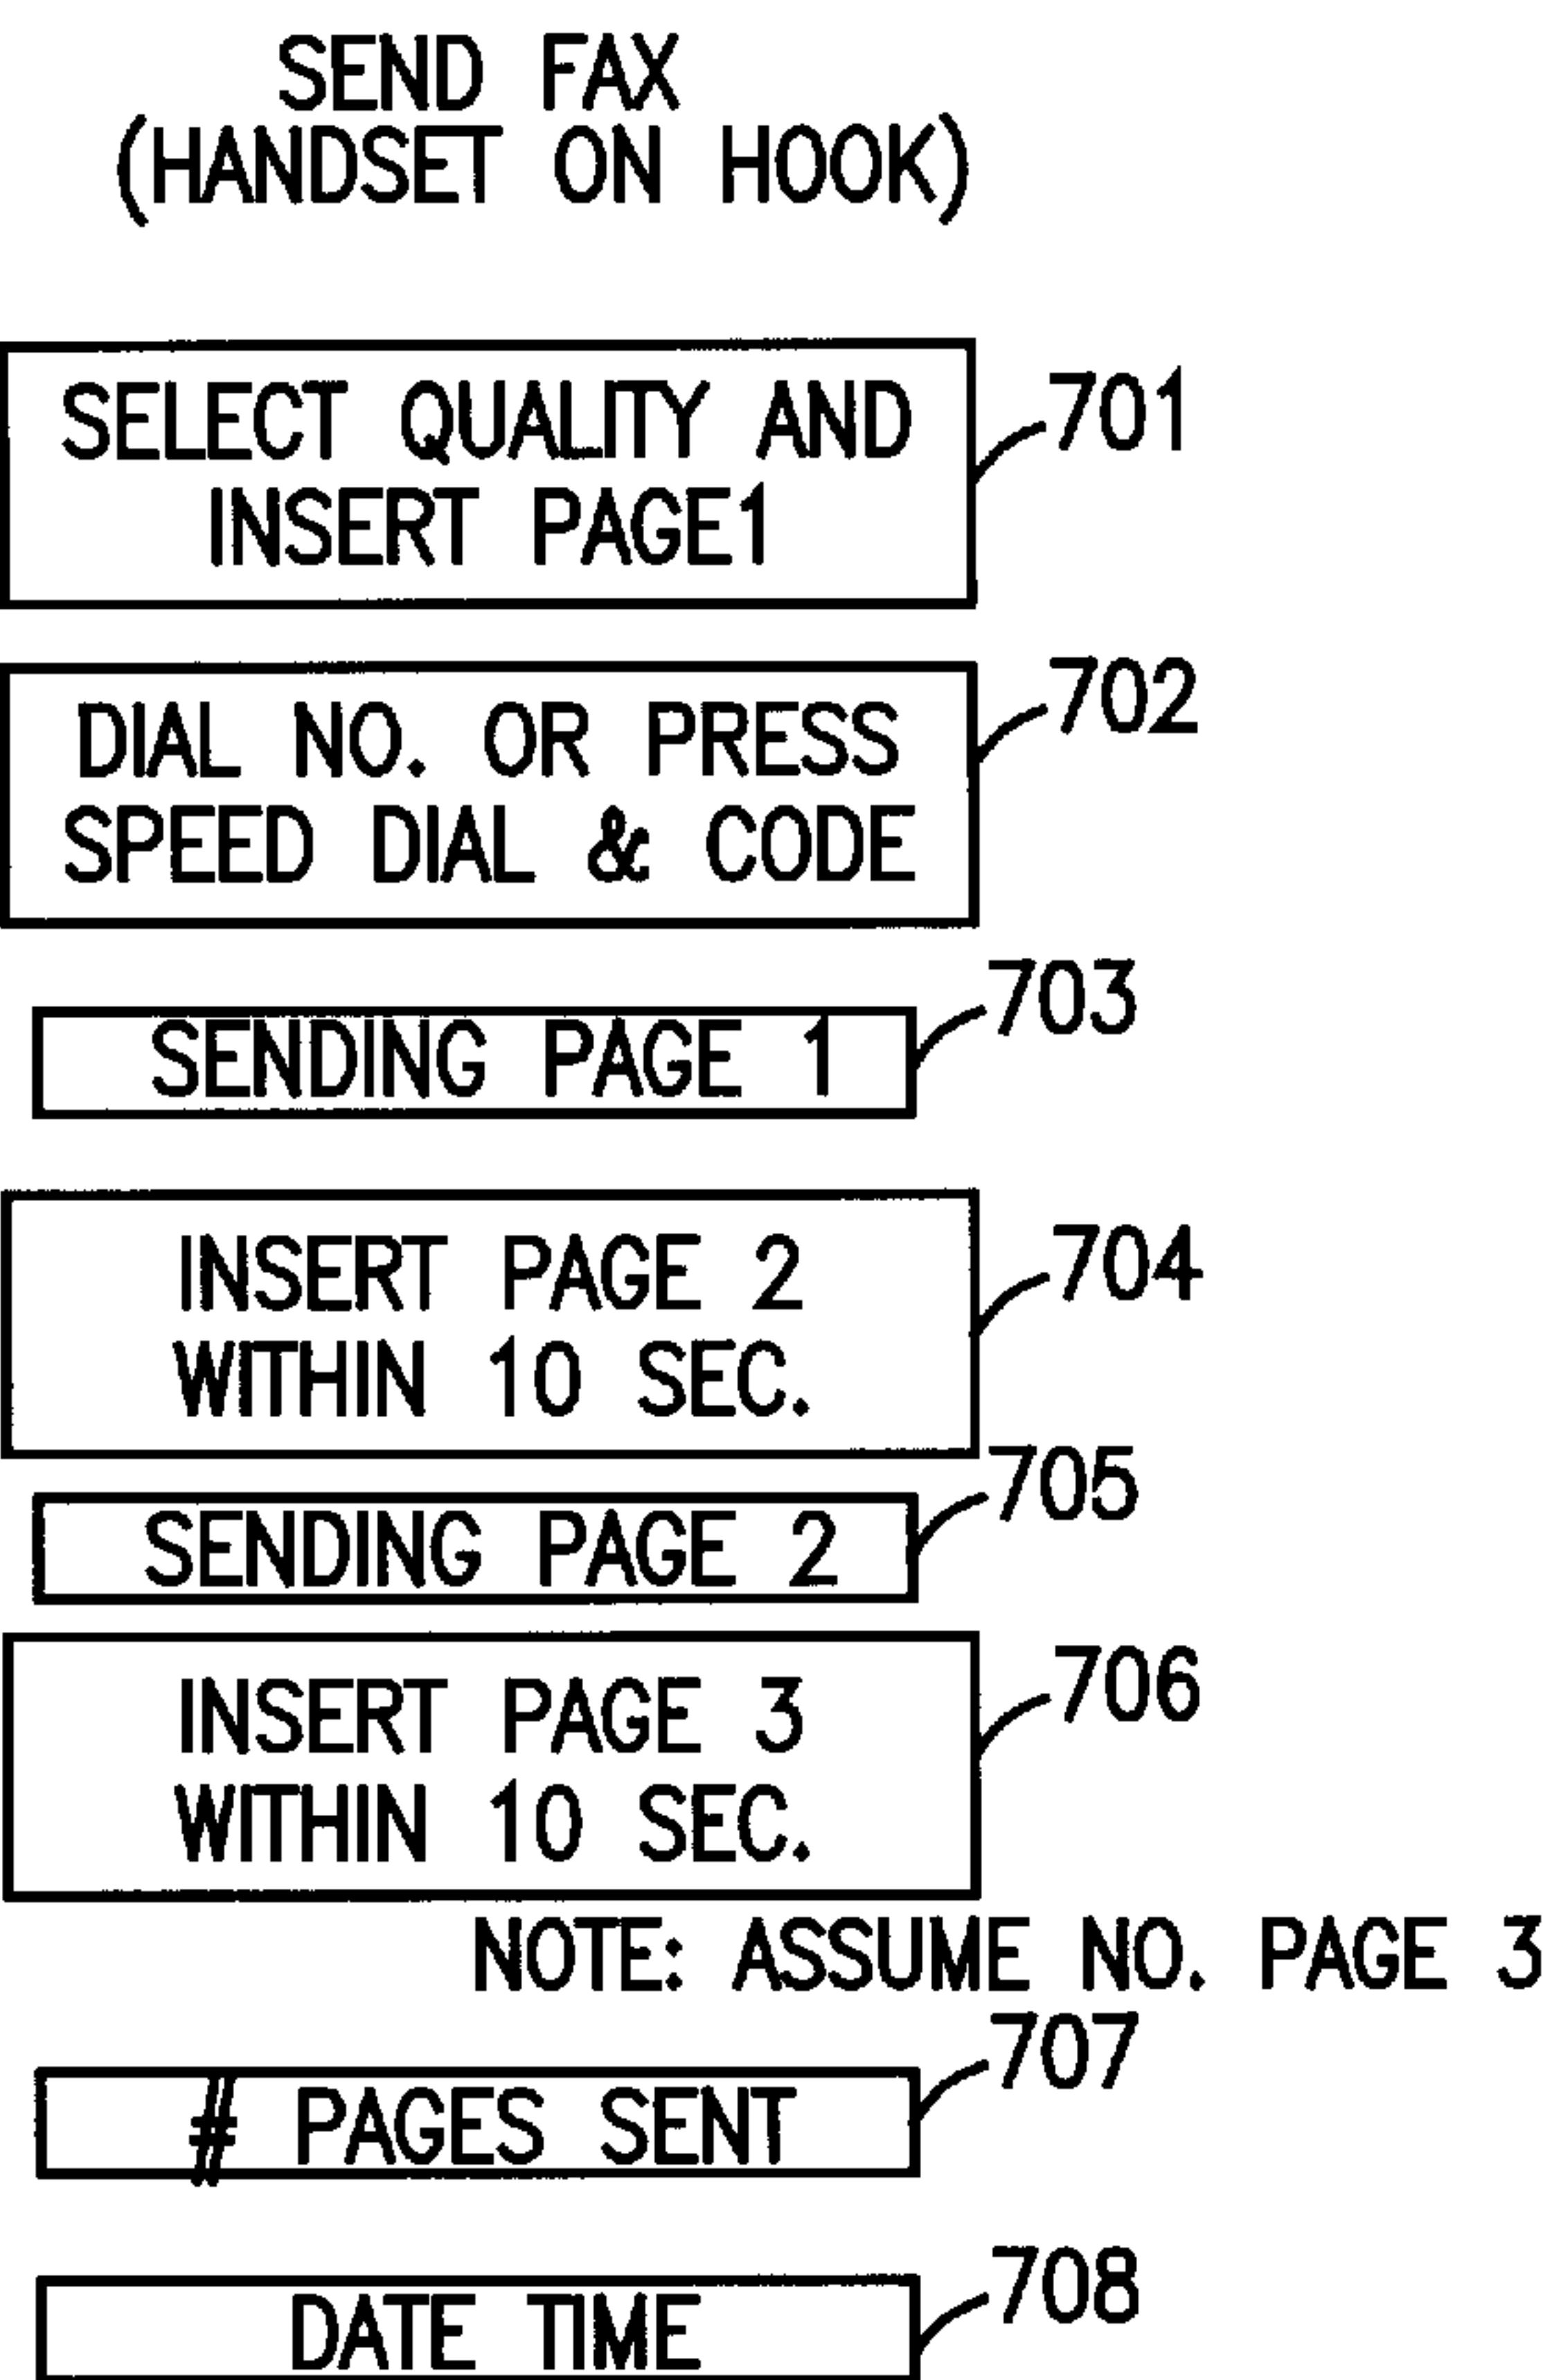 SEND FAX
(HANDSET ON HOOK)
SELECT QUALITY AND
INSERT PAGE1
701
DIAL NO. OR PRESS
SPEED DIAL & CODE
702
703
SENDING PAGE 1
INSERT PAGE 2
WITHIN 10 SEC.
704
705
SENDING PAGE 2
INSERT PAGE 3
WITHIN 10 SEC.
706
NOTE: ASSUME NO. PAGE 3
707
# PAGES SENT
708
DATE TIME